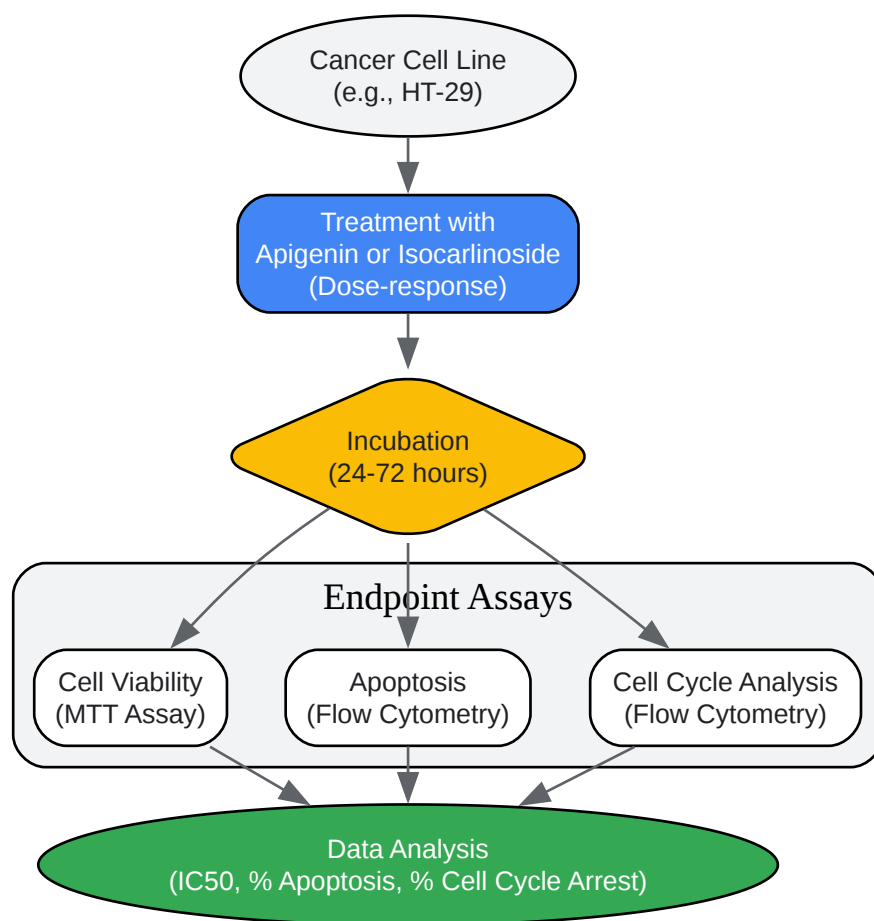 Cancer Cell Line
(e.g., HT-29)
Treatment with
Apigenin or Isocarlinoside
(Dose-response)
Incubation
(24-72 hours)
Endpoint Assays
Cell Viability
(MTT Assay)
Apoptosis
(Flow Cytometry)
Cell Cycle Analysis
(Flow Cytometry)
Data Analysis
(IC50, % Apoptosis, % Cell Cycle Arrest)